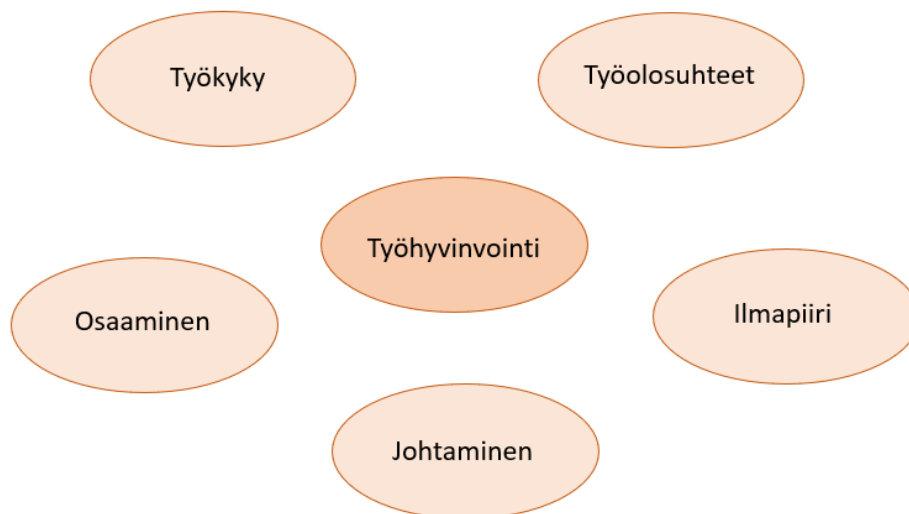 Työkyky
Työolosuhteet
Työhyvinvointi
Osaaminen
Ilmapiiri
Johtaminen